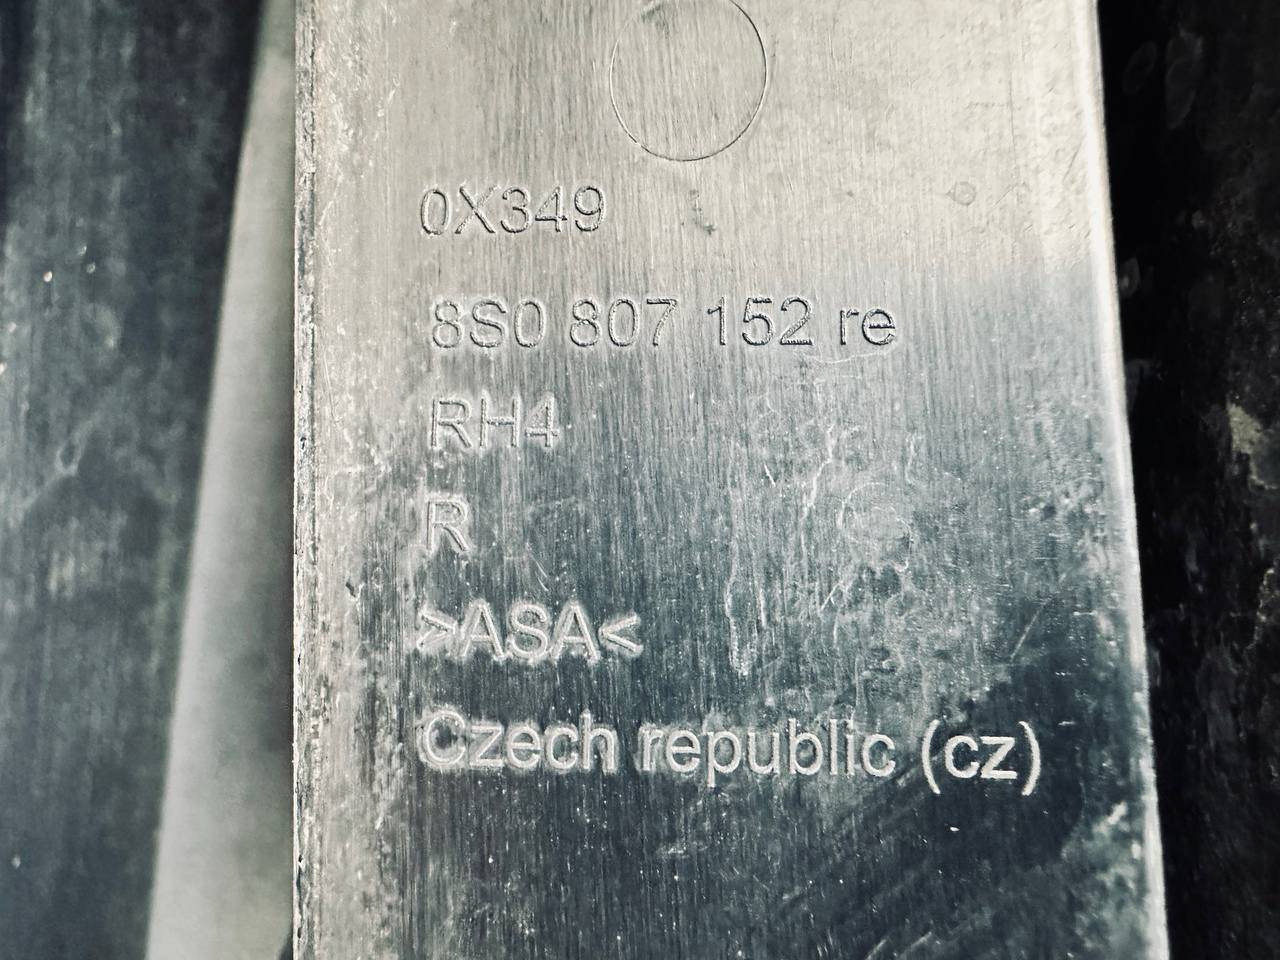 0X349
8S0 807 152 re
RH4
R
>ASA<
Czech republic (cz)